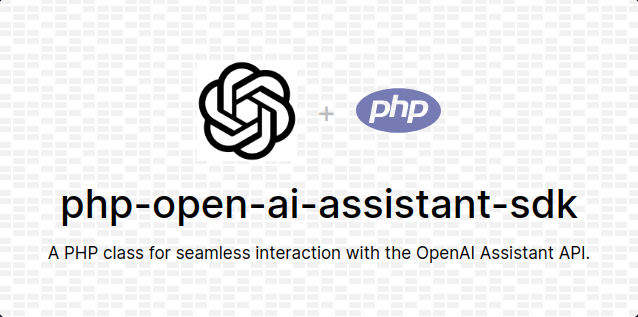 + php
php-open-ai-assistant-sdk
A PHP class for seamless interaction with the OpenAI Assistant API.